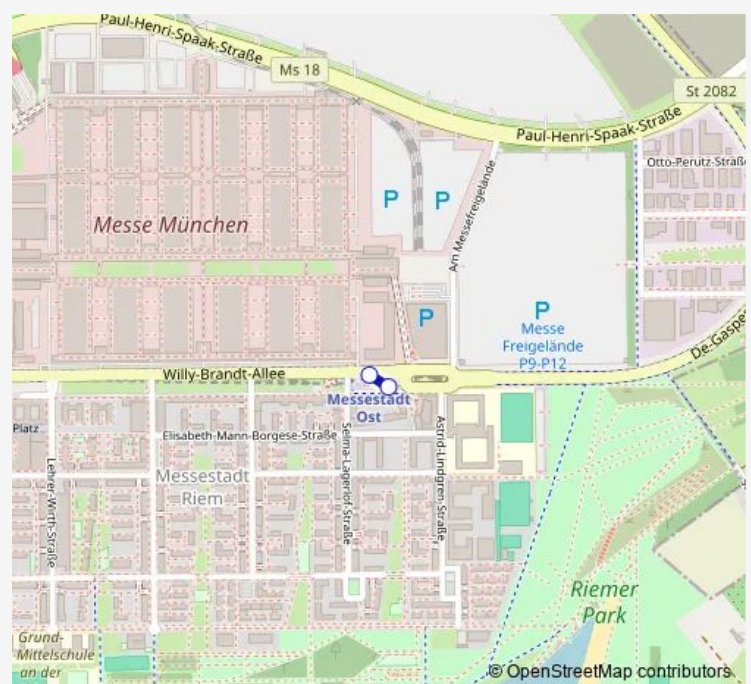 Paul-Henri-Spaak-Straße
Ms 18
St 2082
Paul-Henri-Spaak-Straße
Otto-Perutz-Straße
P
P
Messe München
Am Messefreigelände
P
P
Messe
Freigelände
P9-P12
De-Gaspe
Willy-Brandt-Allee
Messestadt
Ost
Platz
Elisabeth-Mann-Borgese-Straße
Selma-Lagerlöf-Straße
Astrid-Lindgren-Straße
Lehrer-Wirth-Straße
Messestadt
Riem
Riemer
Park
Grund-
Mittelschule
an der
© OpenStreetMap contributors